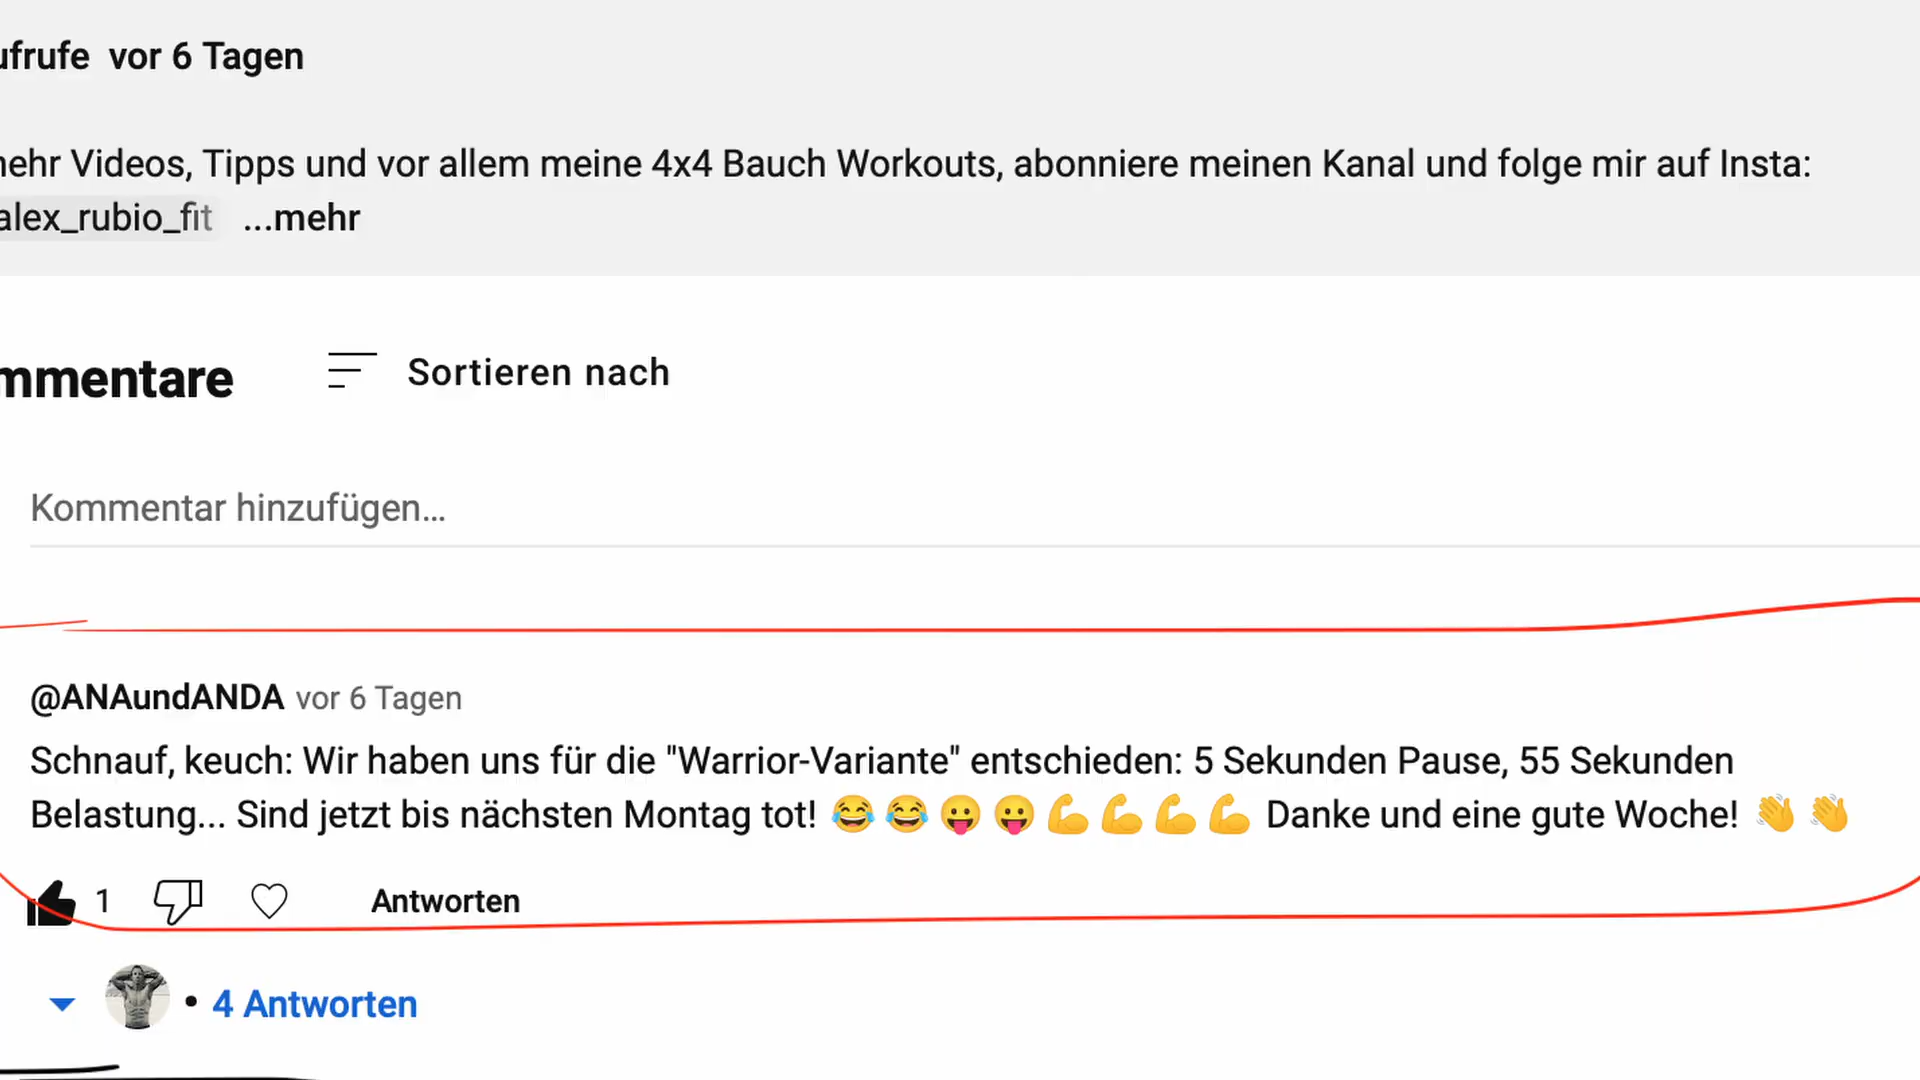 ufrufe vor 6 Tagen
ehr Videos, Tipps und vor allem meine 4x4 Bauch Workouts, abonniere meinen Kanal und folge mir auf Insta:
alex_rubio_fit ...mehr
mmentare Sortieren nach
Kommentar hinzufügen...
@ANAundANDA vor 6 Tagen
Schnauf, keuch: Wir haben uns für die "Warrior-Variante" entschieden: 5 Sekunden Pause, 55 Sekunden
Belastung... Sind jetzt bis nächsten Montag tot! 😂😂😛😛💪💪💪💪 Danke und eine gute Woche! 👋👋
1 Antworten
• 4 Antworten